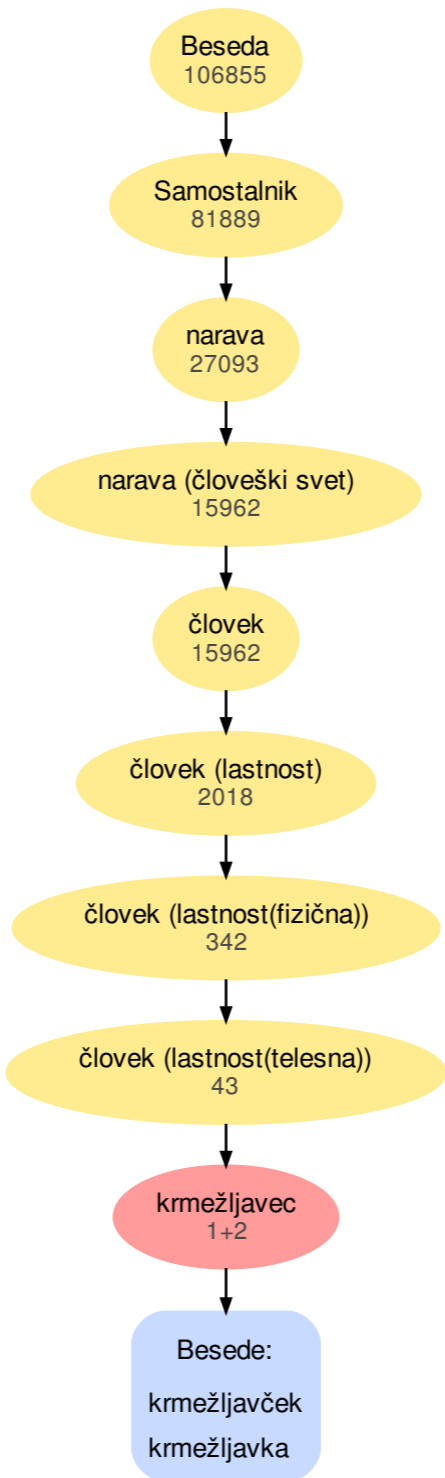 Beseda
106855
Samostalnik
81889
narava
27093
narava (človeški svet)
15962
človek
15962
človek (lastnost)
2018
človek (lastnost(fizična))
342
človek (lastnost(telesna))
43
krmežljavec
1+2
Besede:
krmežljavček
krmežljavka